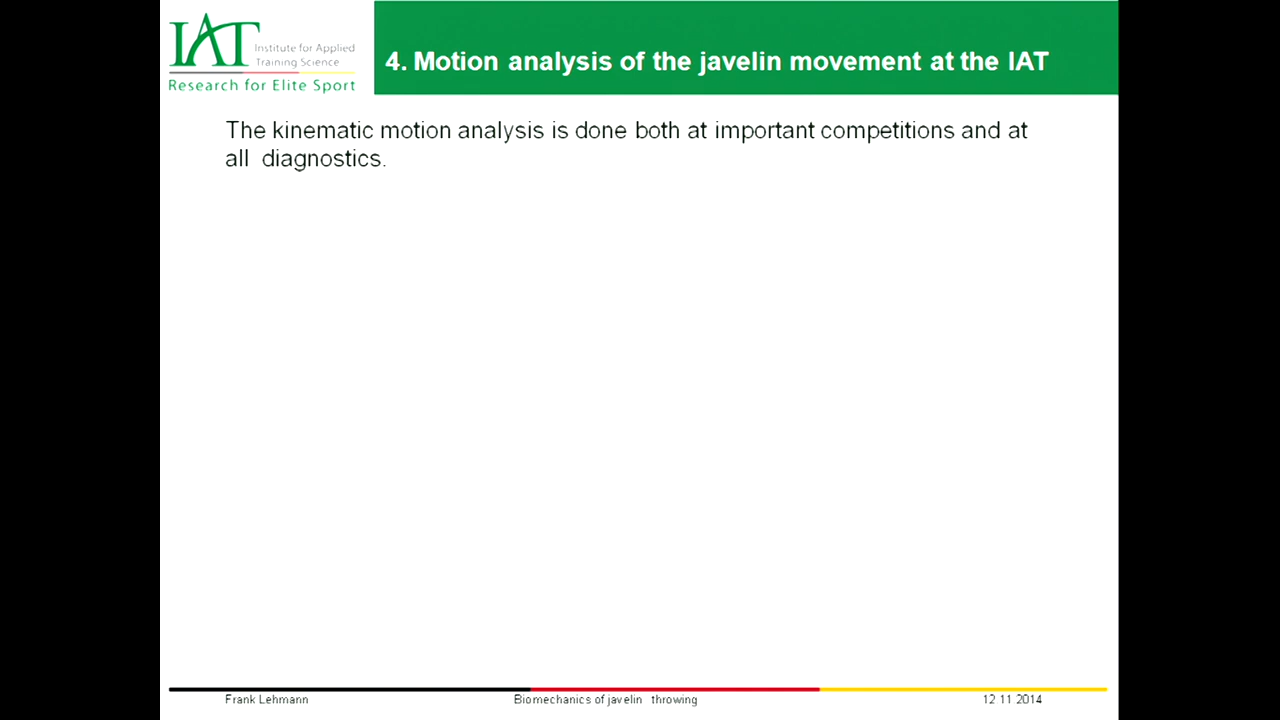 IAT
Institute for Applied
Training Science
Research for Elite Sport
4. Motion analysis of the javelin movement at the IAT
The kinematic motion analysis is done both at important competitions and at
all diagnostics.
Frank Lehmann
Biomechanics of javelin throwing
12.11.2014